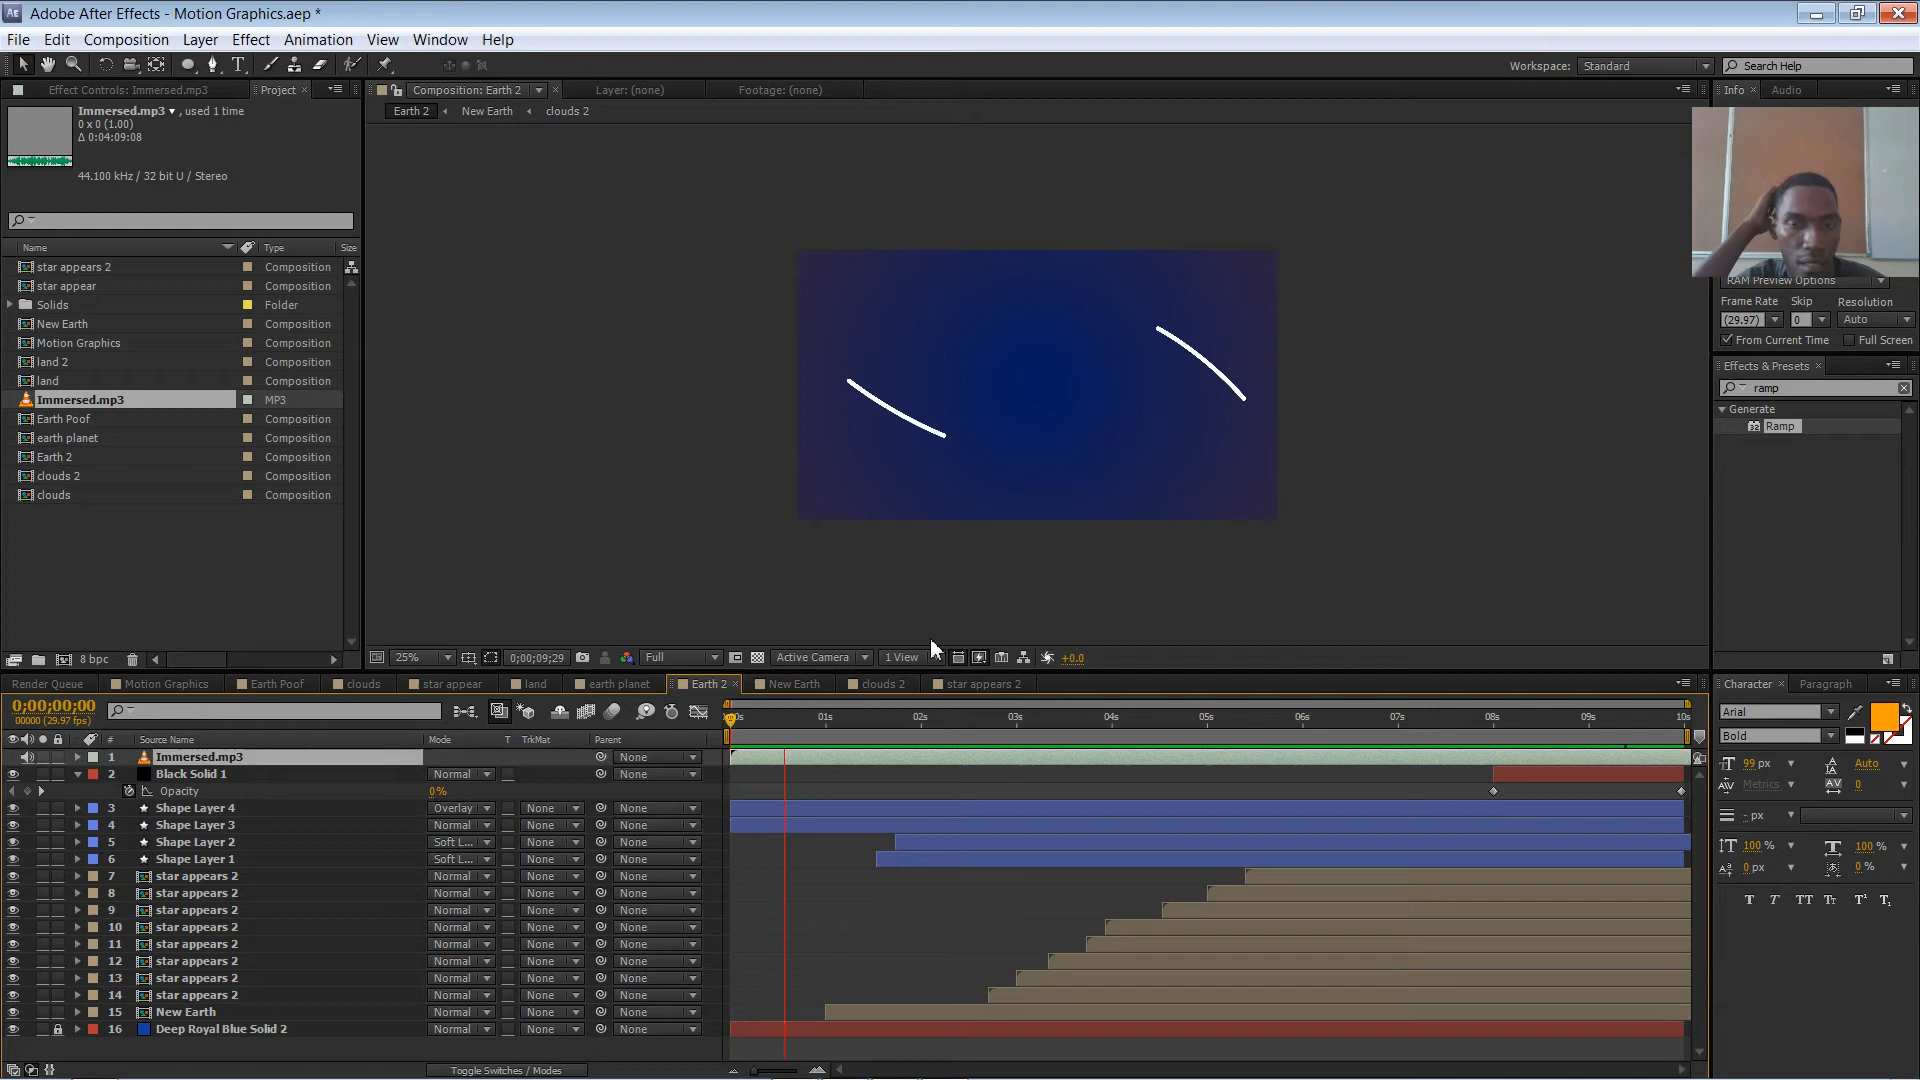 Adobe After Effects - Motion Graphics.aep *
File Edit Composition Layer Effect Animation View Window Help
Workspace: Standard Search Help
Effect Controls: Immersed.mp3 Project
Composition: Earth 2 Layer: (none) Footage: (none)
Info Audio
Immersed.mp3 , used 1 time
0 x 0 (1.00)
Δ 0:04:09:08
44.100 kHz / 32 bit U / Stereo
Earth 2 New Earth clouds 2
Name Type Size
star appears 2 Composition
star appear Composition
Solids Folder
New Earth Composition
Motion Graphics Composition
land 2 Composition
land Composition
Immersed.mp3 MP3
Earth Poof Composition
earth planet Composition
Earth 2 Composition
clouds 2 Composition
clouds Composition
8 bpc
RAM Preview Options
Frame Rate Skip Resolution
(29.97) 0 Auto
From Current Time Full Screen
Effects & Presets
ramp
Generate
32 Ramp
25% 0;00;09;29 Full Active Camera 1 View +0.0
Render Queue Motion Graphics Earth Poof clouds star appear land earth planet Earth 2 New Earth clouds 2 star appears 2
0;00;00;00
00000 (29.97 fps)
01s 02s 03s 04s 05s 06s 07s 08s 09s 10s
# Source Name Mode T TrkMat Parent
1 Immersed.mp3 None
2 Black Solid 1 Normal None
Opacity 0%
3 Shape Layer 4 Overlay None None
4 Shape Layer 3 Normal None None
5 Shape Layer 2 Soft L... None None
6 Shape Layer 1 Soft L... None None
7 star appears 2 Normal None None
8 star appears 2 Normal None None
9 star appears 2 Normal None None
10 star appears 2 Normal None None
11 star appears 2 Normal None None
12 star appears 2 Normal None None
13 star appears 2 Normal None None
14 star appears 2 Normal None None
15 New Earth Normal None None
16 Deep Royal Blue Solid 2 Normal None None
Toggle Switches / Modes
Character Paragraph
Arial
Bold
99 px Auto
Metrics 0
- px
100 % 100 %
0 px 0 %
T T TT Tr T¹ T₁